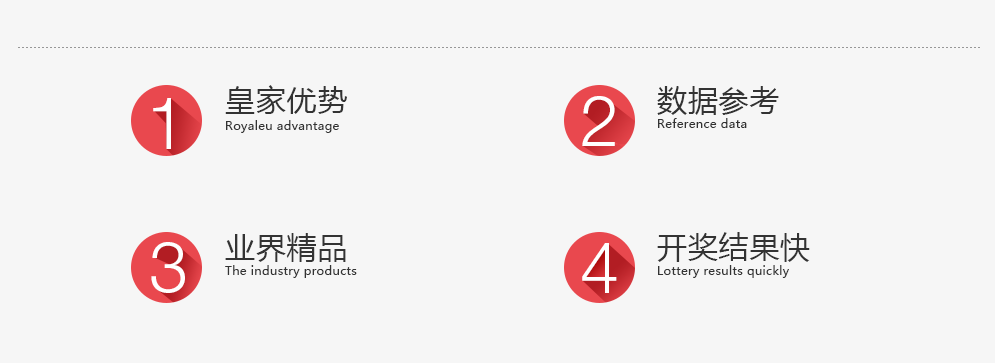 1
皇家优势
Royaleu advantage
2
数据参考
Reference data
3
业界精品
The industry products
4
开奖结果快
Lottery results quickly